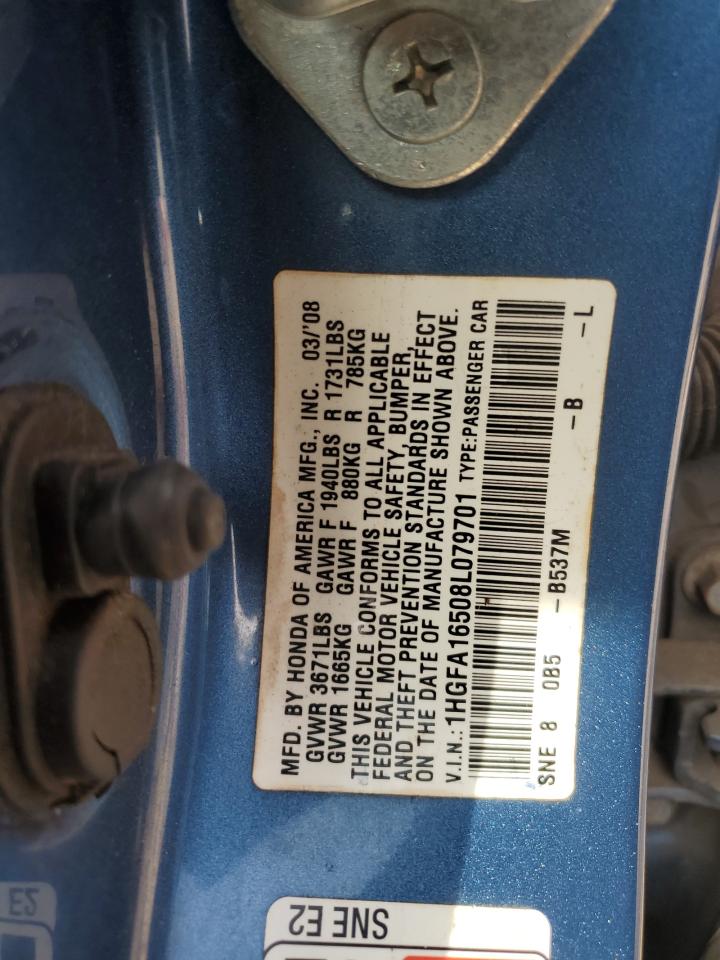 MFD. BY HONDA OF AMERICA MFG., INC. 03/'08
GVWR 3671LBS GAWR F 1940LBS R 1731LBS
GVWR 1665KG GAWR F 880KG R 785KG
THIS VEHICLE CONFORMS TO ALL APPLICABLE
FEDERAL MOTOR VEHICLE SAFETY, BUMPER,
AND THEFT PREVENTION STANDARDS IN EFFECT
ON THE DATE OF MANUFACTURE SHOWN ABOVE.
V.I.N.:1HGFA16508L079701 TYPE:PASSENGER CAR
SNE 8 0B5 -B537M -B -L
SNE E2
E2